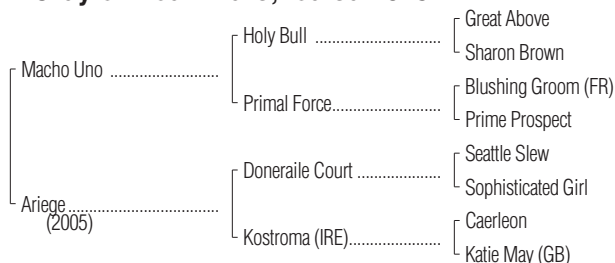 Great Above
Holy Bull ..............................
Sharon Brown
Macho Uno ..............................
Blushing Groom (FR)
Primal Force..............................
Prime Prospect
Seattle Slew
Doneraile Court .......................
Sophisticated Girl
Ariege .....................................
(2005)
Caerleon
Kostroma (IRE).........................
Katie May (GB)